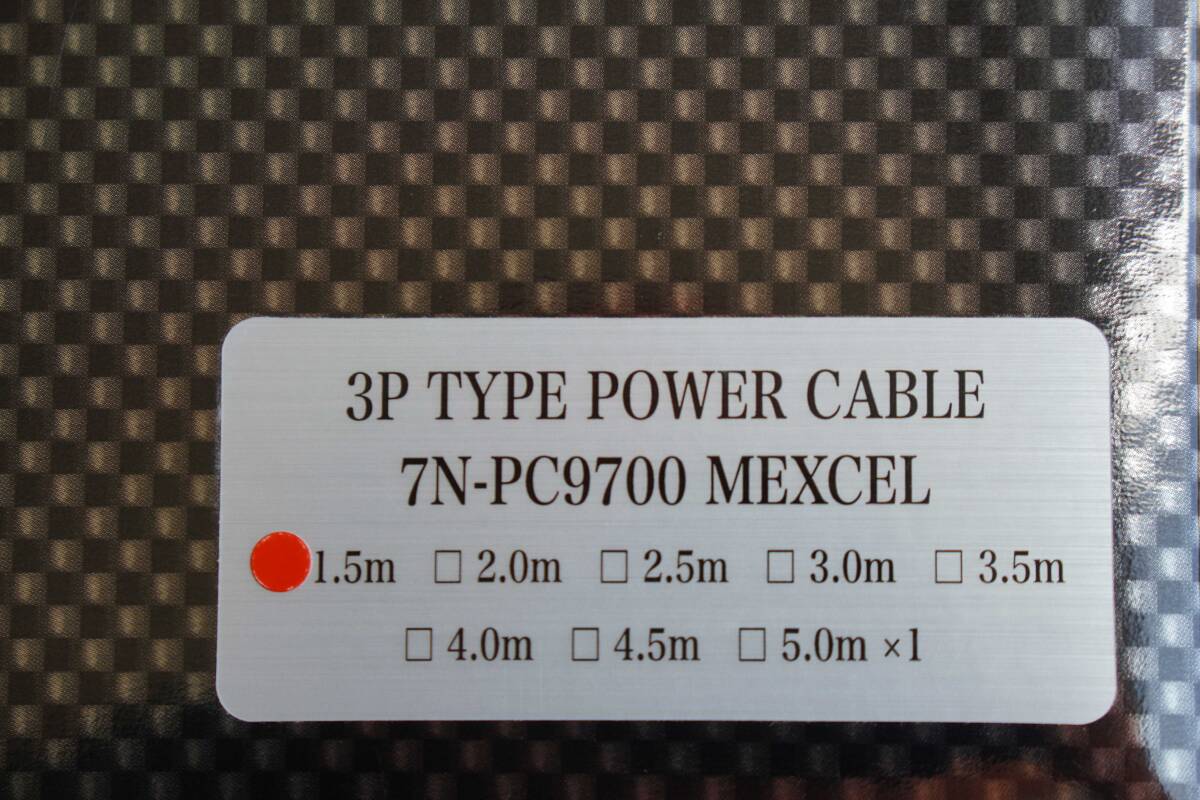 3P TYPE POWER CABLE
7N-PC9700 MEXCEL
1.5m □ 2.0m □ 2.5m □ 3.0m □ 3.5m
□ 4.0m □ 4.5m □ 5.0m ×1